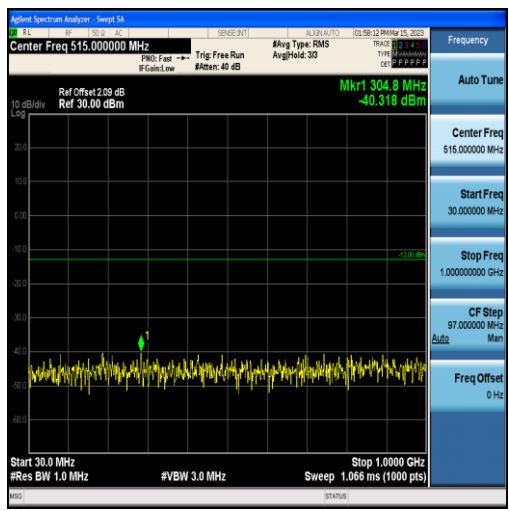 Agilent Spectrum Analyzer - Swept SA
RL RF 50 Ω AC SENSE:INT ALIGN AUTO 01:58:12 PM Mar 15, 2023
Center Freq 515.000000 MHz #Avg Type: RMS TRACE 1 2 3 4 5 6
PNO: Fast Trig: Free Run Avg|Hold: 3/3 TYPE
IFGain:Low #Atten: 40 dB DET P P P P P P
Mkr1 304.8 MHz
Ref Offset 2.09 dB
10 dB/div Ref 30.00 dBm -40.318 dBm
Log
20.0
10.0
0.00
-10.0
-13.00 dBm
-20.0
-30.0
1
-40.0
-50.0
-60.0
Start 30.0 MHz Stop 1.0000 GHz
#Res BW 1.0 MHz #VBW 3.0 MHz Sweep 1.066 ms (1000 pts)
MSG STATUS
Frequency
Auto Tune
Center Freq
515.000000 MHz
Start Freq
30.000000 MHz
Stop Freq
1.000000000 GHz
CF Step
97.000000 MHz
Auto Man
Freq Offset
0 Hz